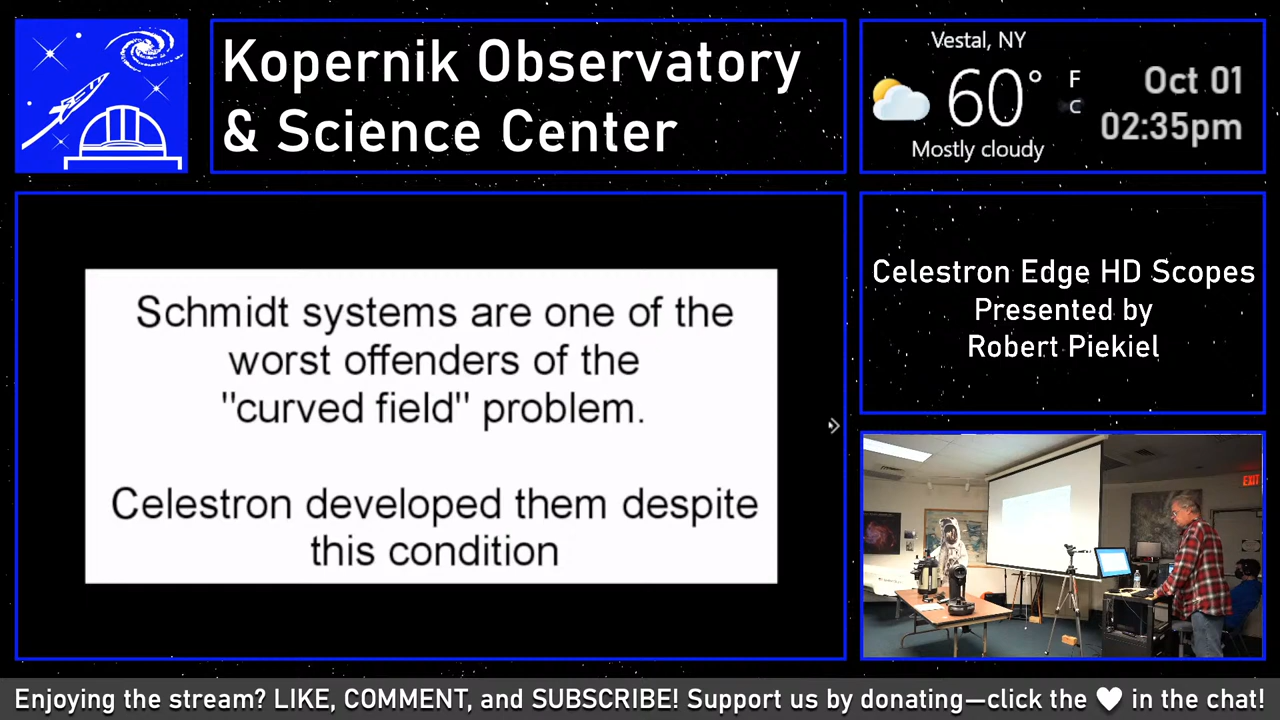 Kopernik Observatory
& Science Center
Vestal, NY
60° F
C
Mostly cloudy
Oct 01
02:35pm
Schmidt systems are one of the
worst offenders of the
"curved field" problem.
Celestron developed them despite
this condition
Celestron Edge HD Scopes
Presented by
Robert Piekiel
EXIT
Enjoying the stream? LIKE, COMMENT, and SUBSCRIBE! Support us by donating—click the ♥ in the chat!